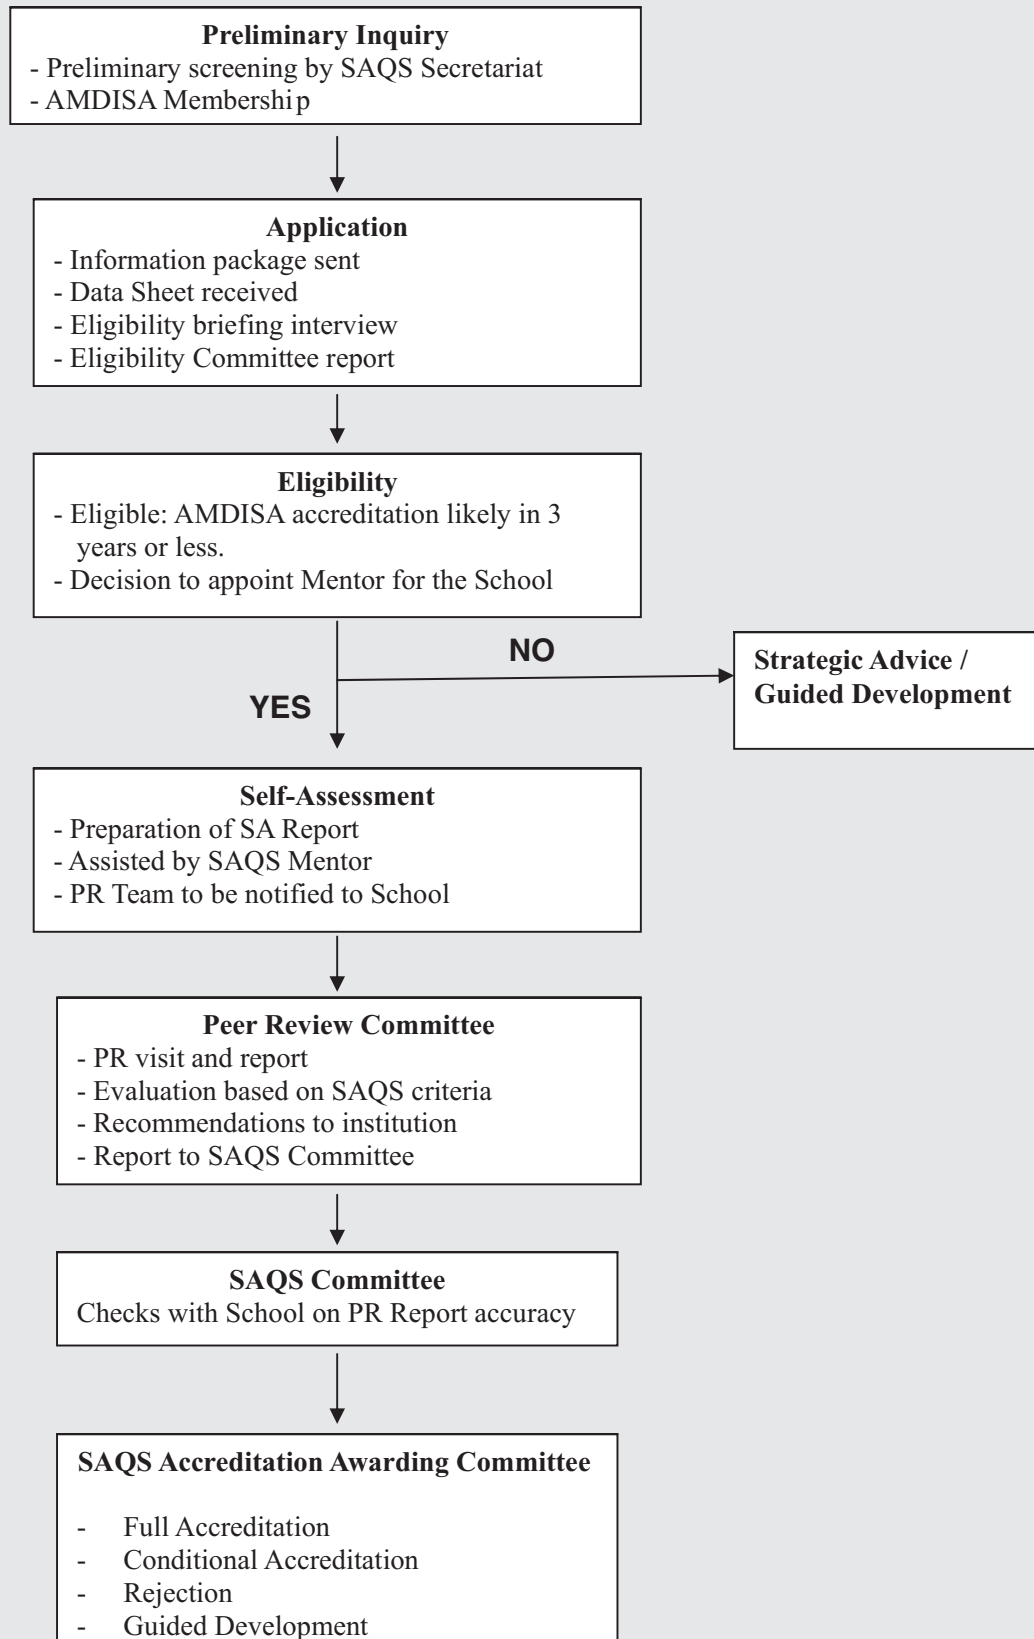 Preliminary Inquiry
- Preliminary screening by SAQS Secretariat
- AMDISA Membership
Application
- Information package sent
- Data Sheet received
- Eligibility briefing interview
- Eligibility Committee report
Eligibility
- Eligible: AMDISA accreditation likely in 3
years or less.
- Decision to appoint Mentor for the School
NO
Strategic Advice /
Guided Development
YES
Self-Assessment
- Preparation of SA Report
- Assisted by SAQS Mentor
- PR Team to be notified to School
Peer Review Committee
- PR visit and report
- Evaluation based on SAQS criteria
- Recommendations to institution
- Report to SAQS Committee
SAQS Committee
Checks with School on PR Report accuracy
SAQS Accreditation Awarding Committee
- Full Accreditation
- Conditional Accreditation
- Rejection
- Guided Development